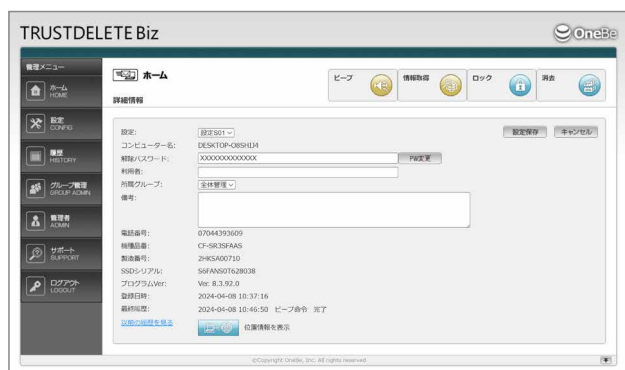 TRUSTDELETE Biz
OneBe
管理メニュー
ホーム
HOME
設定
CONFIG
履歴
HISTORY
グループ管理
GROUP ADMIN
管理者
ADMIN
サポート
SUPPORT
ログアウト
LOGOUT
ホーム
ビープ
情報取得
ロック
消去
詳細情報
設定: 設定S01
設定保存 キャンセル
コンピューター名: DESKTOP-O8SHIJ4
解除パスワード: XXXXXXXXXXXXX PW変更
利用者:
所属グループ: 全体管理
備考:
電話番号: 07044393609
機種品番: CF-SR3SFAAS
製造番号: 2HKSA00710
SSDシリアル: S6FANS0T628038
プログラムVer: Ver. 8.3.92.0
登録日時: 2024-04-08 10:37:16
最終履歴: 2024-04-08 10:46:50 ビープ命令 完了
以前の履歴を見る 位置情報を表示
©Copyright OneBe, Inc. All rights reserved